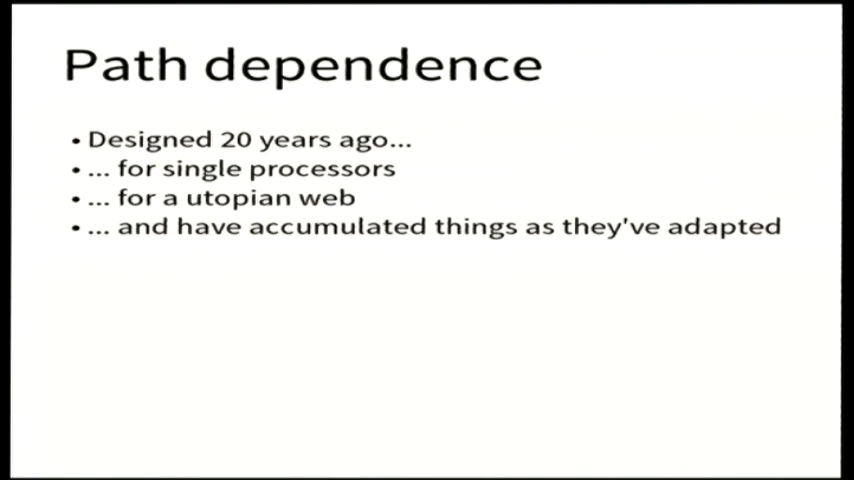 Path dependence
• Designed 20 years ago...
• ... for single processors
• ... for a utopian web
• ... and have accumulated things as they've adapted